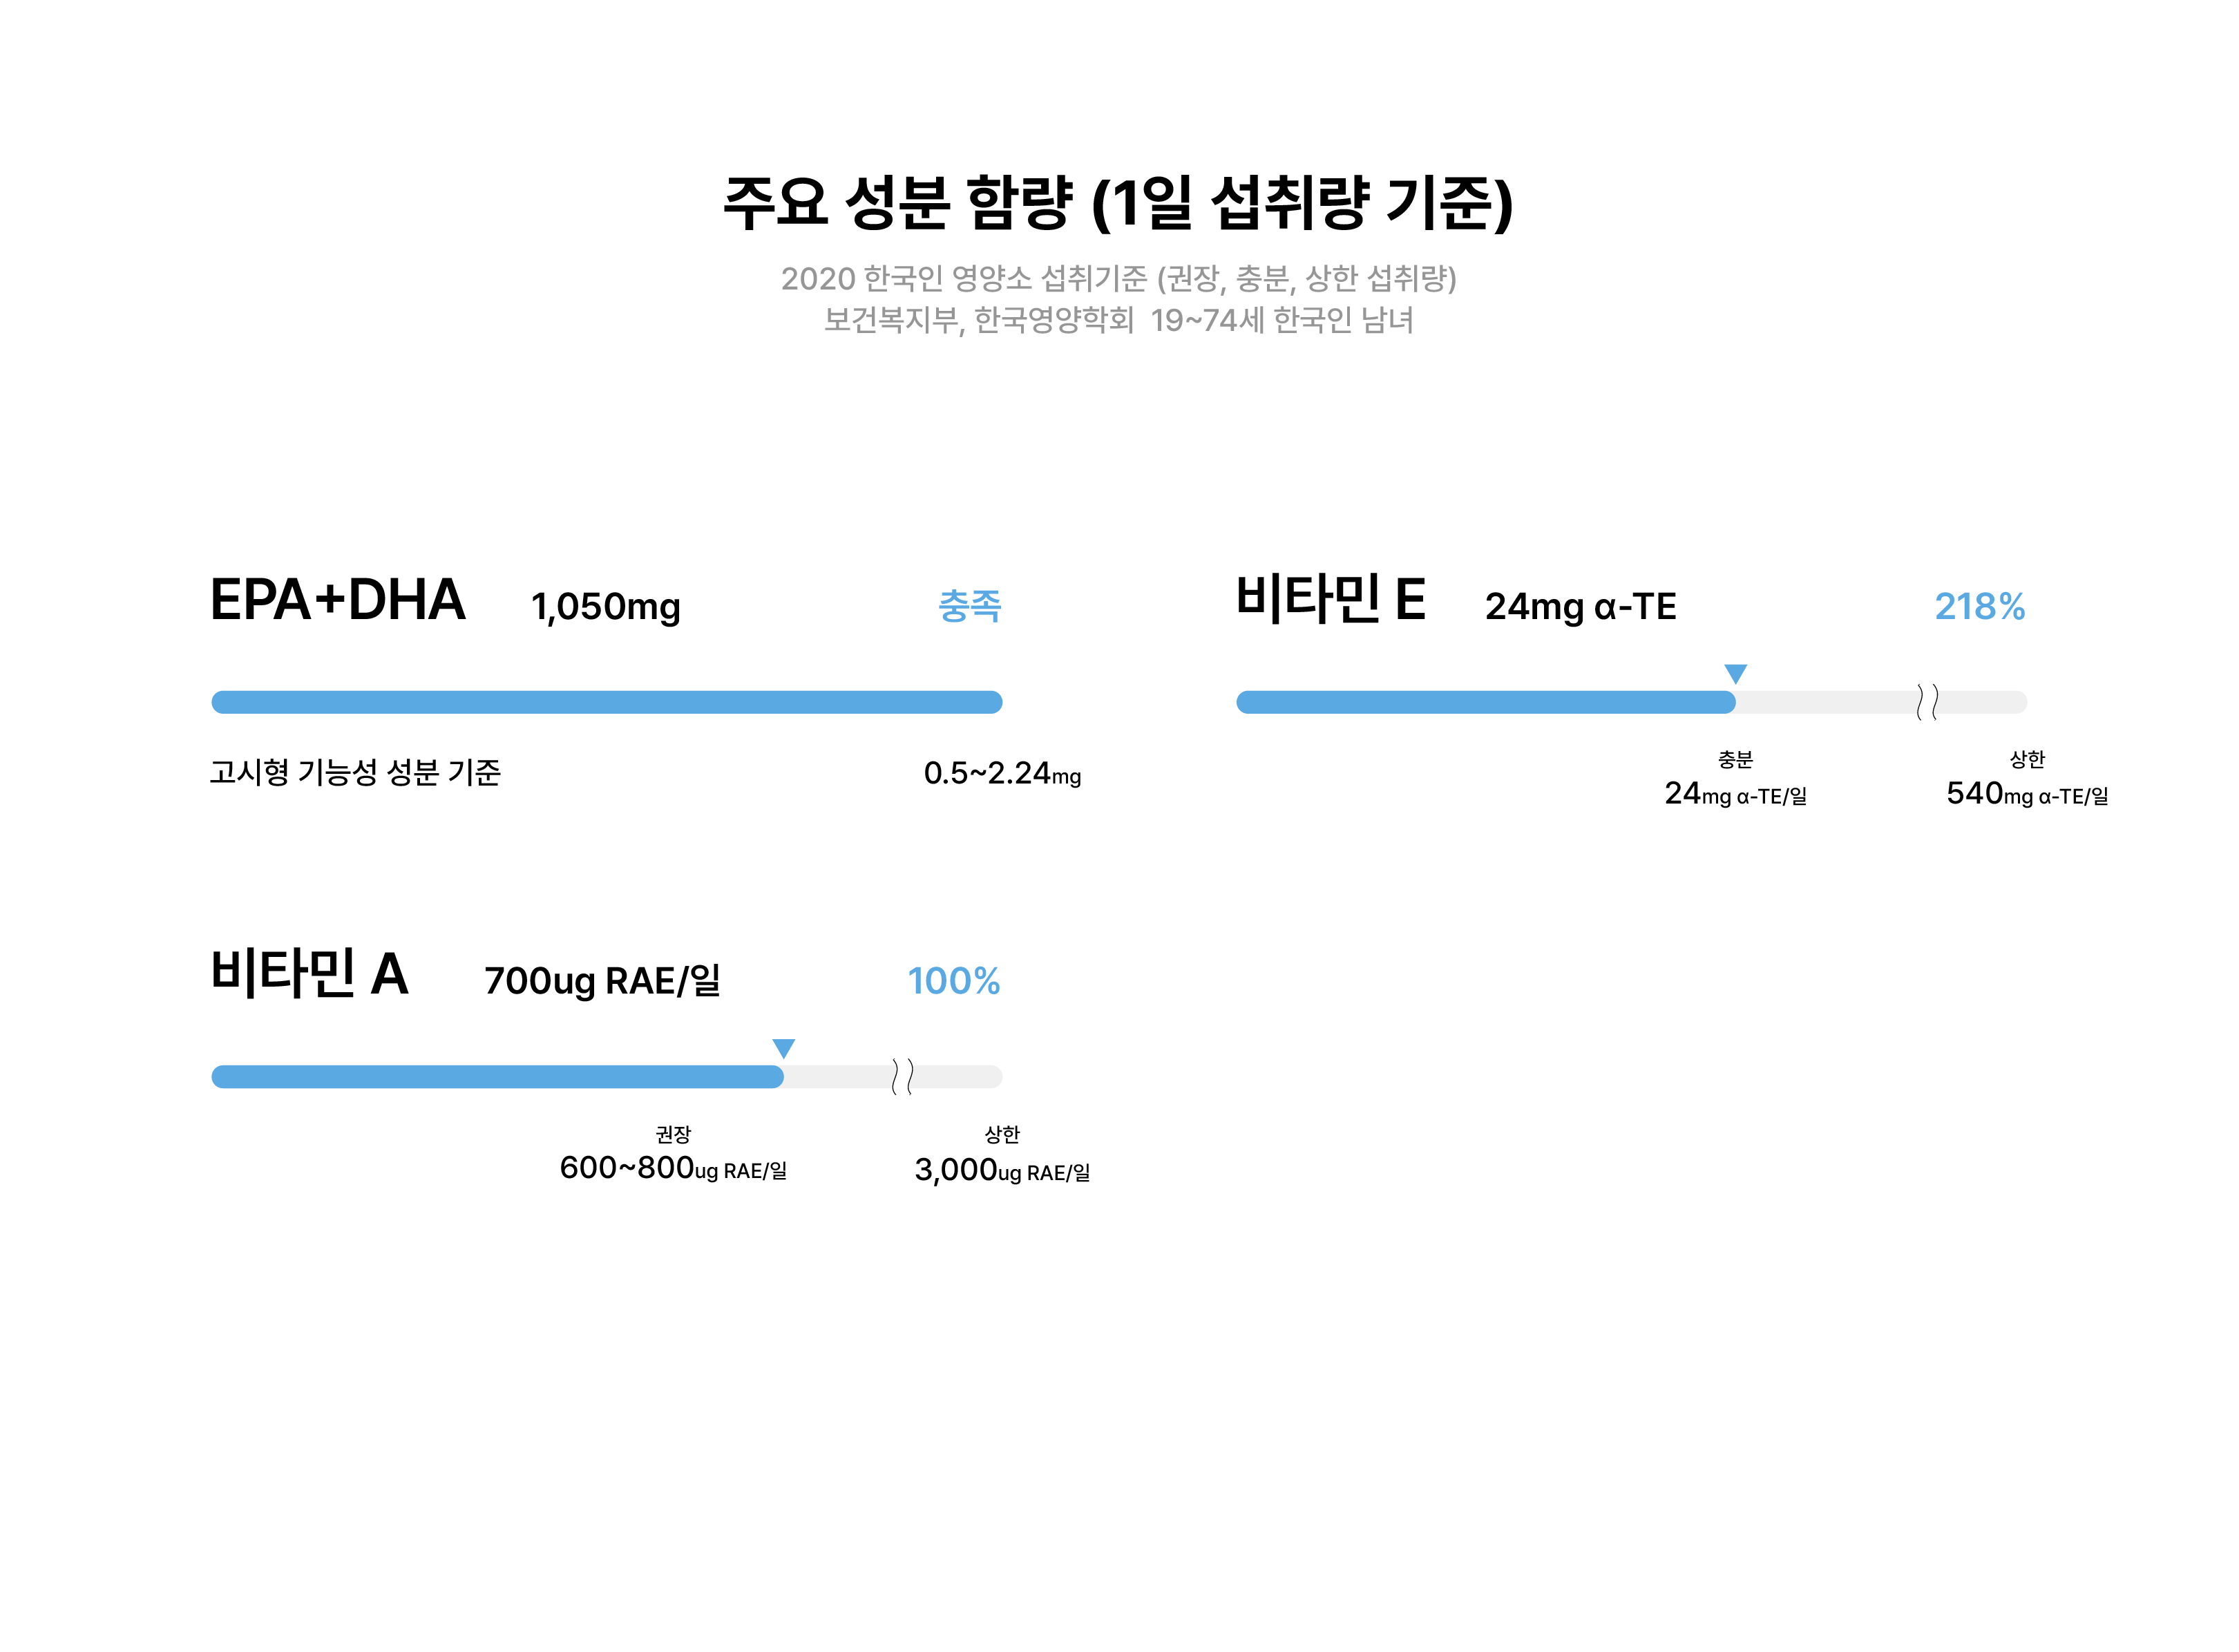 주요 성분 함량 (1일 섭취량 기준)
2020 한국인 영양소 섭취기준 (권장, 충분, 상한 섭취량)
보건복지부, 한국영양학회 19~74세 한국인 남녀
EPA+DHA 1,050mg 충족
고시형 기능성 성분 기준 0.5~2.24mg
비타민 E 24mg α-TE 218%
충분 상한
24mg α-TE/일 540mg α-TE/일
비타민 A 700ug RAE/일 100%
권장 상한
600~800ug RAE/일 3,000ug RAE/일